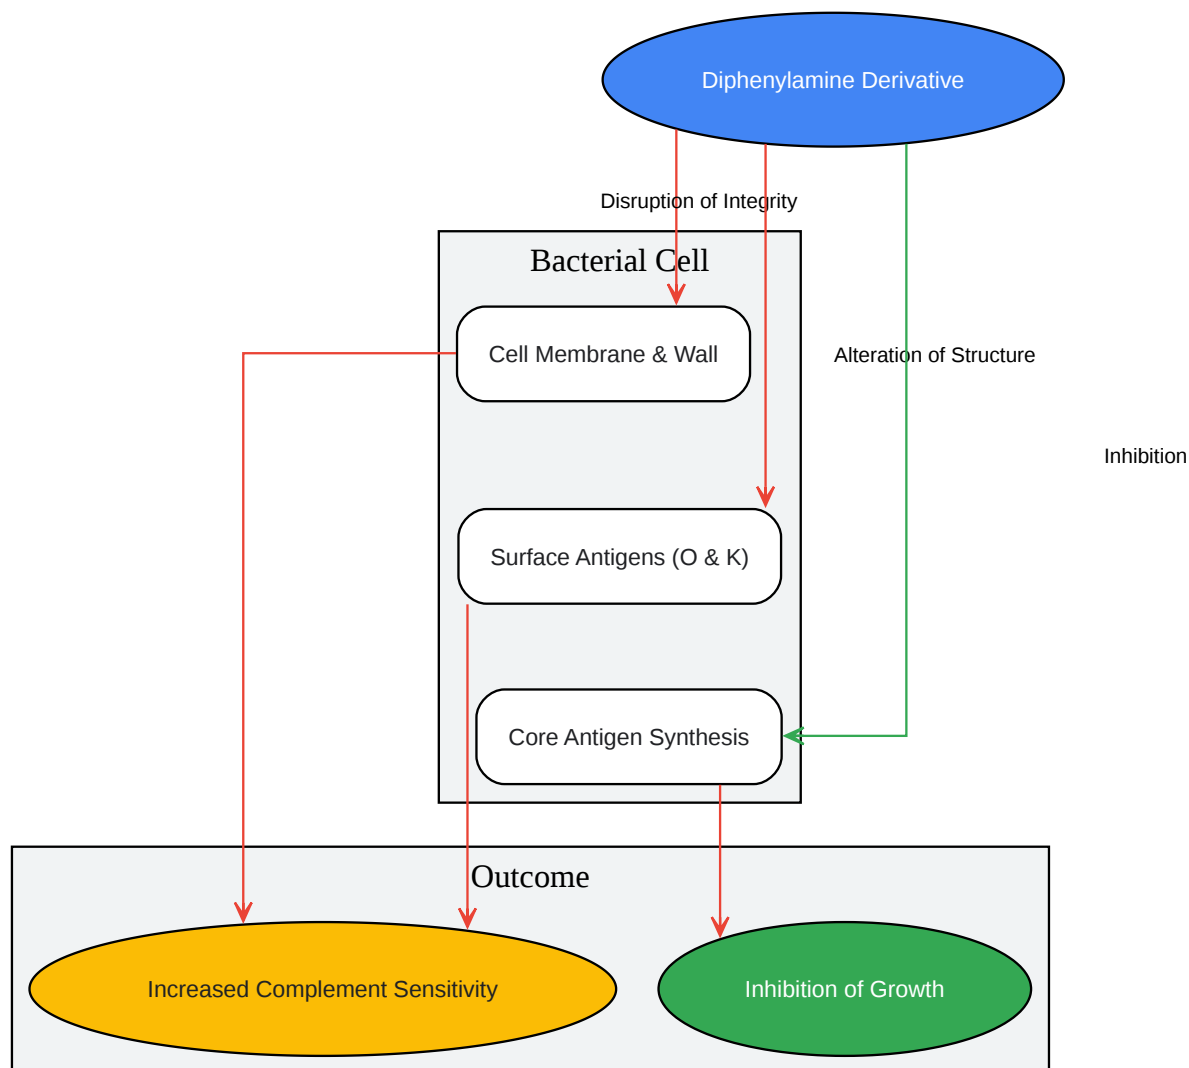 Diphenylamine Derivative
Disruption of Integrity
Bacterial Cell
Cell Membrane & Wall
Alteration of Structure
Inhibition
Surface Antigens (O & K)
Core Antigen Synthesis
Outcome
Increased Complement Sensitivity
Inhibition of Growth